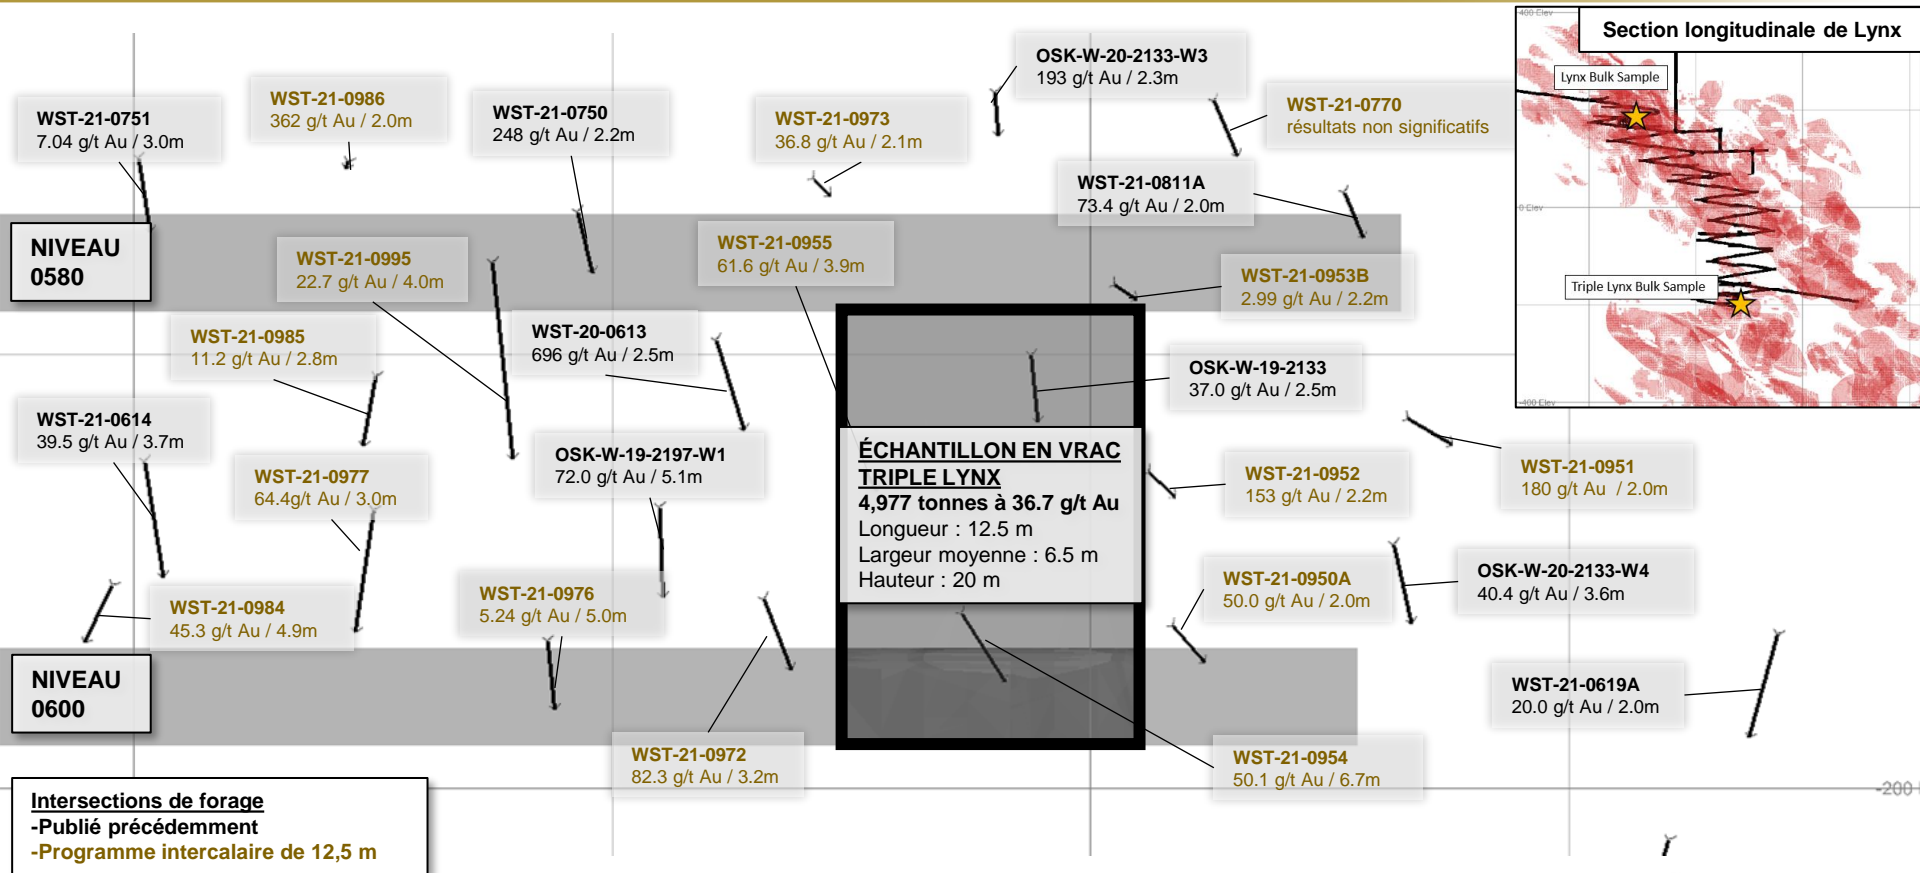 400 Elev
Section longitudinale de Lynx
Lynx Bulk Sample
0 Elev
Triple Lynx Bulk Sample
-400 Elev
OSK-W-20-2133-W3
193 g/t Au / 2.3m
WST-21-0986
362 g/t Au / 2.0m
WST-21-0751
7.04 g/t Au / 3.0m
WST-21-0750
248 g/t Au / 2.2m
WST-21-0973
36.8 g/t Au / 2.1m
WST-21-0770
résultats non significatifs
WST-21-0811A
73.4 g/t Au / 2.0m
NIVEAU
0580
WST-21-0995
22.7 g/t Au / 4.0m
WST-21-0955
61.6 g/t Au / 3.9m
WST-21-0953B
2.99 g/t Au / 2.2m
WST-21-0985
11.2 g/t Au / 2.8m
WST-20-0613
696 g/t Au / 2.5m
OSK-W-19-2133
37.0 g/t Au / 2.5m
WST-21-0614
39.5 g/t Au / 3.7m
WST-21-0977
64.4g/t Au / 3.0m
OSK-W-19-2197-W1
72.0 g/t Au / 5.1m
ÉCHANTILLON EN VRAC
TRIPLE LYNX
4,977 tonnes à 36.7 g/t Au
Longueur : 12.5 m
Largeur moyenne : 6.5 m
Hauteur : 20 m
WST-21-0952
153 g/t Au / 2.2m
WST-21-0951
180 g/t Au / 2.0m
WST-21-0984
45.3 g/t Au / 4.9m
WST-21-0976
5.24 g/t Au / 5.0m
WST-21-0950A
50.0 g/t Au / 2.0m
OSK-W-20-2133-W4
40.4 g/t Au / 3.6m
NIVEAU
0600
WST-21-0619A
20.0 g/t Au / 2.0m
WST-21-0972
82.3 g/t Au / 3.2m
WST-21-0954
50.1 g/t Au / 6.7m
-200
Intersections de forage
-Publié précédemment
-Programme intercalaire de 12,5 m